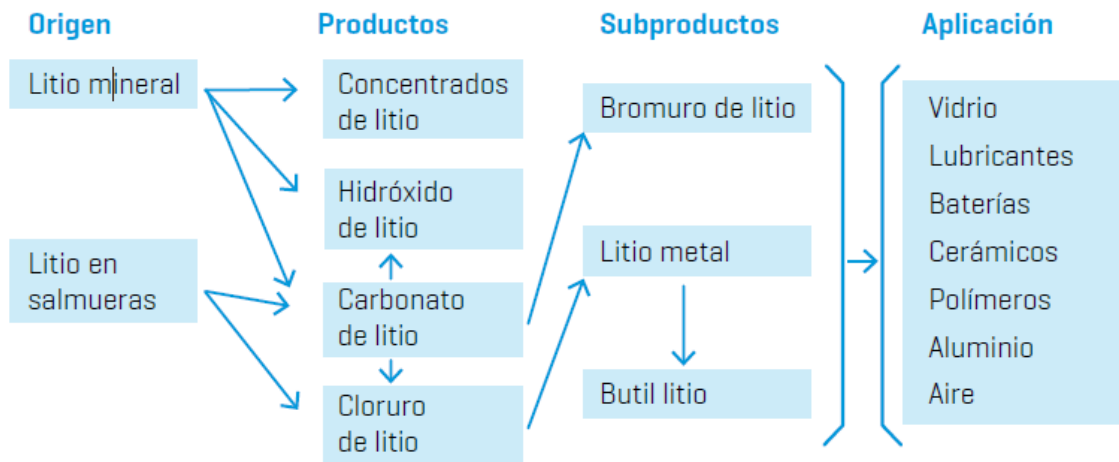 Origen
Productos
Subproductos
Aplicación
Litio mineral
Litio en
salmueras
Concentrados
de litio
Hidróxido
de litio
Carbonato
de litio
Cloruro
de litio
Bromuro de litio
Litio metal
Butil litio
Vidrio
Lubricantes
Baterías
Cerámicos
Polímeros
Aluminio
Aire